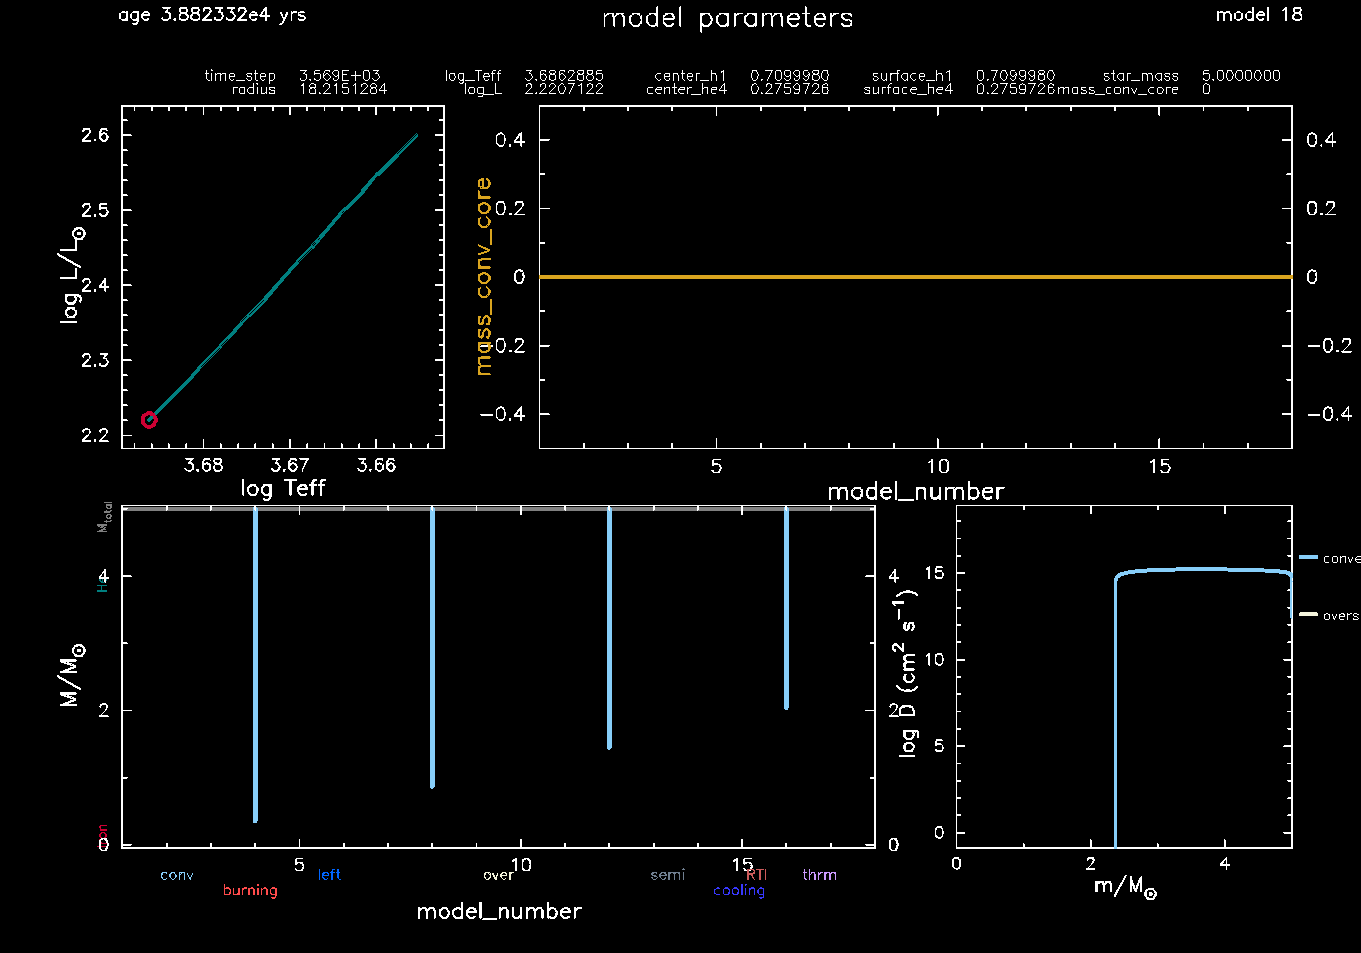 age 3.882332e4 yrs
model parameters
model 18
time_step 3.569E+03 log_Teff 3.6862885 center_h1 0.7099980 surface_h1 0.7099980 star_mass 5.0000000
radius 18.2151284 log_L 2.2207122 center_he4 0.2759726 surface_he4 0.2759726 mass_conv_core 0
log L/L⊙
2.6
2.5
2.4
2.3
2.2
3.68 3.67 3.66
log Teff
mass_conv_core
0.4 0.4
0.2 0.2
0 0
−0.2 −0.2
−0.4 −0.4
5 10 15
model_number
M/M⊙
Mtotal
He
4 4
2 2
0 0
5 10 15
conv left over semi RTI thrm
burning cooling
model_number
log D (cm² s⁻¹)
15
10
5
0
0 2 4
m/M⊙
conve
overs